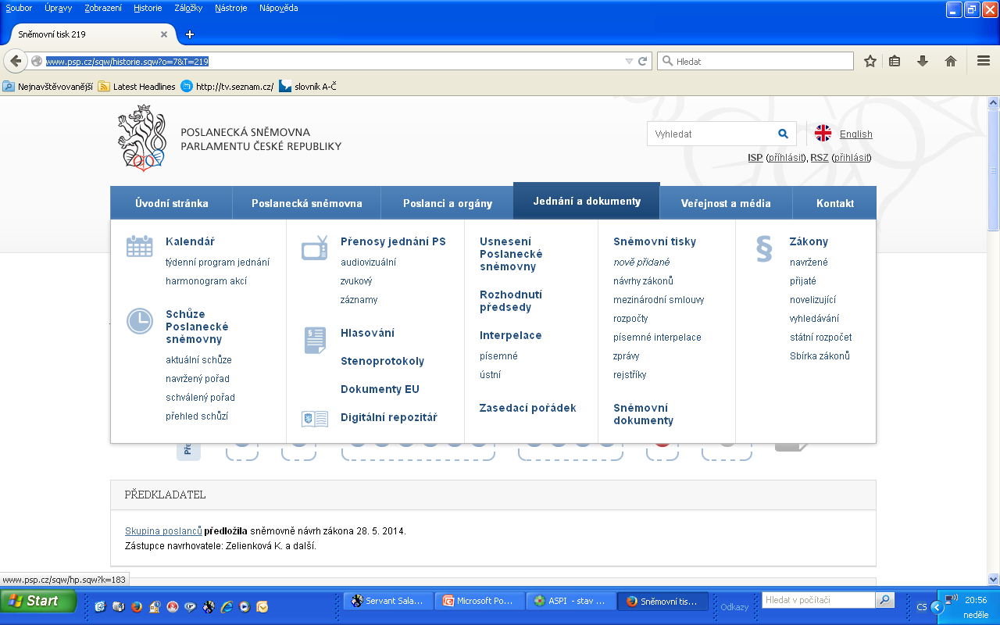 Soubor Úpravy Zobrazení Historie Záložky Nástroje Nápověda
Sněmovní tisk 219
www.psp.cz/sqw/historie.sqw?o=7&T=219
Hledat
Nejnavštěvovanější Latest Headlines http://tv.seznam.cz/ slovník A-Č
POSLANECKÁ SNĚMOVNA
PARLAMENTU ČESKÉ REPUBLIKY
Vyhledat
English
ISP (příhlásit), RSZ (přihlásit)
Úvodní stránka Poslanecká sněmovna Poslanci a orgány Jednání a dokumenty Veřejnost a média Kontakt
Kalendář
týdenní program jednání
harmonogram akcí
Schůze
Poslanecké
sněmovny
aktuální schůze
navržený pořad
schválený pořad
přehled schůzí
Přenosy jednání PS
audiovizuální
zvukový
záznamy
Hlasování
Stenoprotokoly
Dokumenty EU
Digitální repozitář
Usnesení
Poslanecké
sněmovny
Rozhodnutí
předsedy
Interpelace
písemné
ústní
Zasedací pořádek
Sněmovní tisky
nově přidané
návrhy zákonů
mezinárodní smlouvy
rozpočty
písemné interpelace
zprávy
rejstříky
Sněmovní
dokumenty
§
Zákony
navržené
přijaté
novelizující
vyhledávání
státní rozpočet
Sbírka zákonů
PŘEDKLADATEL
Skupina poslanců předložila sněmovně návrh zákona 28. 5. 2014.
Zástupce navrhovatele: Zelienková K. a další.
www.psp.cz/sqw/hp.sqw?k=183
Start
Servant Sala...
Microsoft Po...
ASPI - stav ...
Sněmovní tis...
Odkazy
Hledat v počítači
CS
20:56
neděle